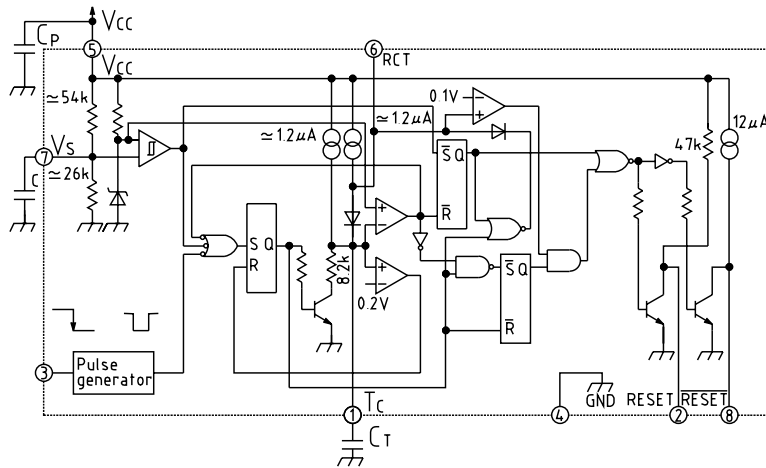 CP
VCC
5
6
VCC
RCT
≃54k
0.1V
≃1.2μA
≃1.2μA
12μA
47k
7
VS
C
≃26k
S̅ Q
R̅
S Q
R
8.2k
0.2V
S̅ Q
R̅
3
Pulse
generator
TC
1
CT
4
GND
RESET
2
R̅E̅S̅E̅T̅
8